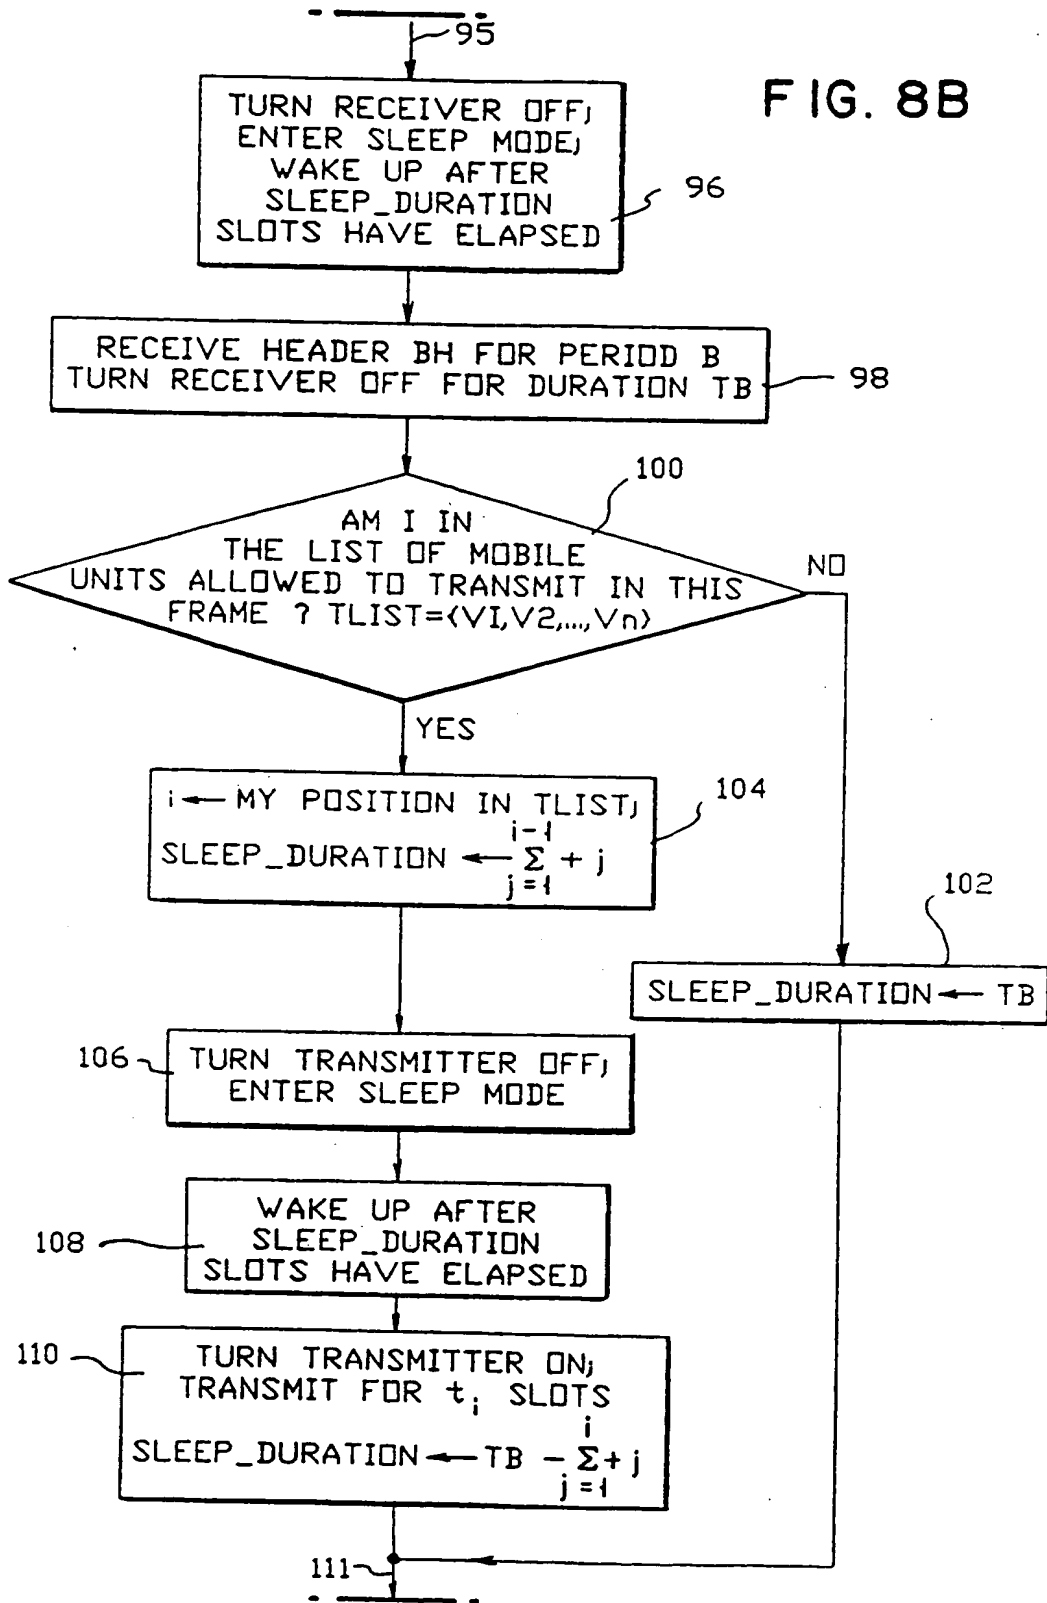 95
FIG. 8B
TURN RECEIVER OFF;
ENTER SLEEP MODE;
WAKE UP AFTER
SLEEP_DURATION
SLOTS HAVE ELAPSED
96
RECEIVE HEADER BH FOR PERIOD B
TURN RECEIVER OFF FOR DURATION TB
98
100
AM I IN
THE LIST OF MOBILE
UNITS ALLOWED TO TRANSMIT IN THIS
FRAME ? TLIST={V1,V2,...,Vn}
NO
YES
i ← MY POSITION IN TLIST;
i-1
SLEEP_DURATION ← Σ + j
j=1
104
102
SLEEP_DURATION ← TB
106
TURN TRANSMITTER OFF;
ENTER SLEEP MODE
108
WAKE UP AFTER
SLEEP_DURATION
SLOTS HAVE ELAPSED
110
TURN TRANSMITTER ON;
TRANSMIT FOR ti SLOTS
i
SLEEP_DURATION ← TB - Σ + j
j=1
111